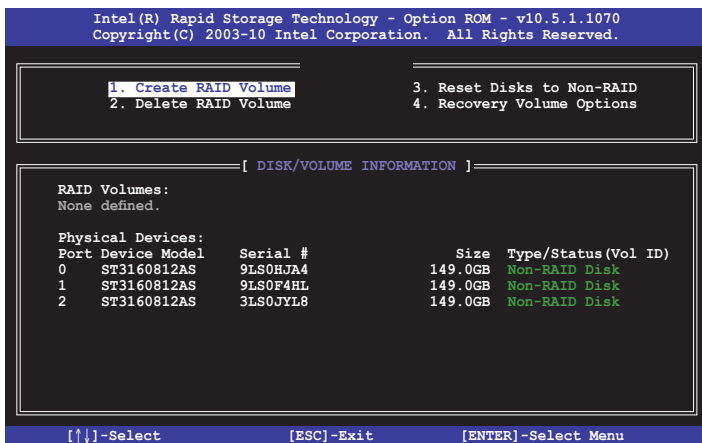 Intel(R) Rapid Storage Technology - Option ROM - v10.5.1.1070
Copyright(C) 2003-10 Intel Corporation. All Rights Reserved.
1. Create RAID Volume 3. Reset Disks to Non-RAID
2. Delete RAID Volume 4. Recovery Volume Options
[ DISK/VOLUME INFORMATION ]
RAID Volumes:
None defined.
Physical Devices:
Port Device Model Serial # Size Type/Status(Vol ID)
0 ST3160812AS 9LS0HJA4 149.0GB Non-RAID Disk
1 ST3160812AS 9LS0F4HL 149.0GB Non-RAID Disk
2 ST3160812AS 3LS0JYL8 149.0GB Non-RAID Disk
[↑↓]-Select [ESC]-Exit [ENTER]-Select Menu